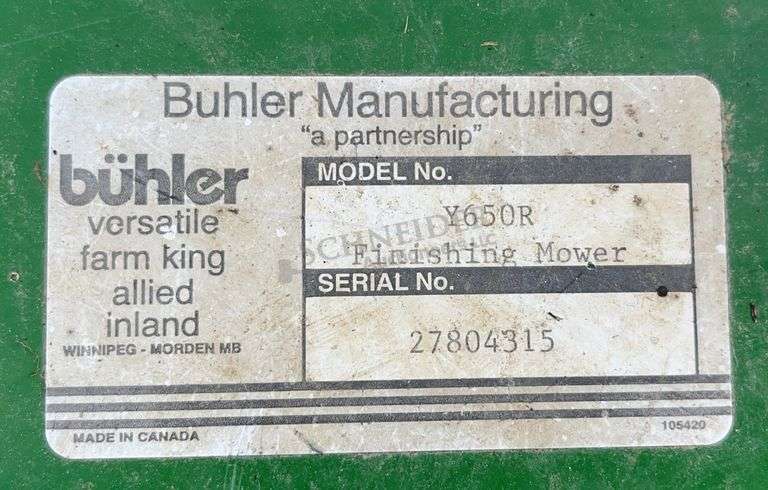 Buhler Manufacturing
"a partnership"
bühler
versatile
farm king
allied
inland
WINNIPEG - MORDEN MB
MODEL No.
Y650R
Finishing Mower
SERIAL No.
27804315
MADE IN CANADA
105420